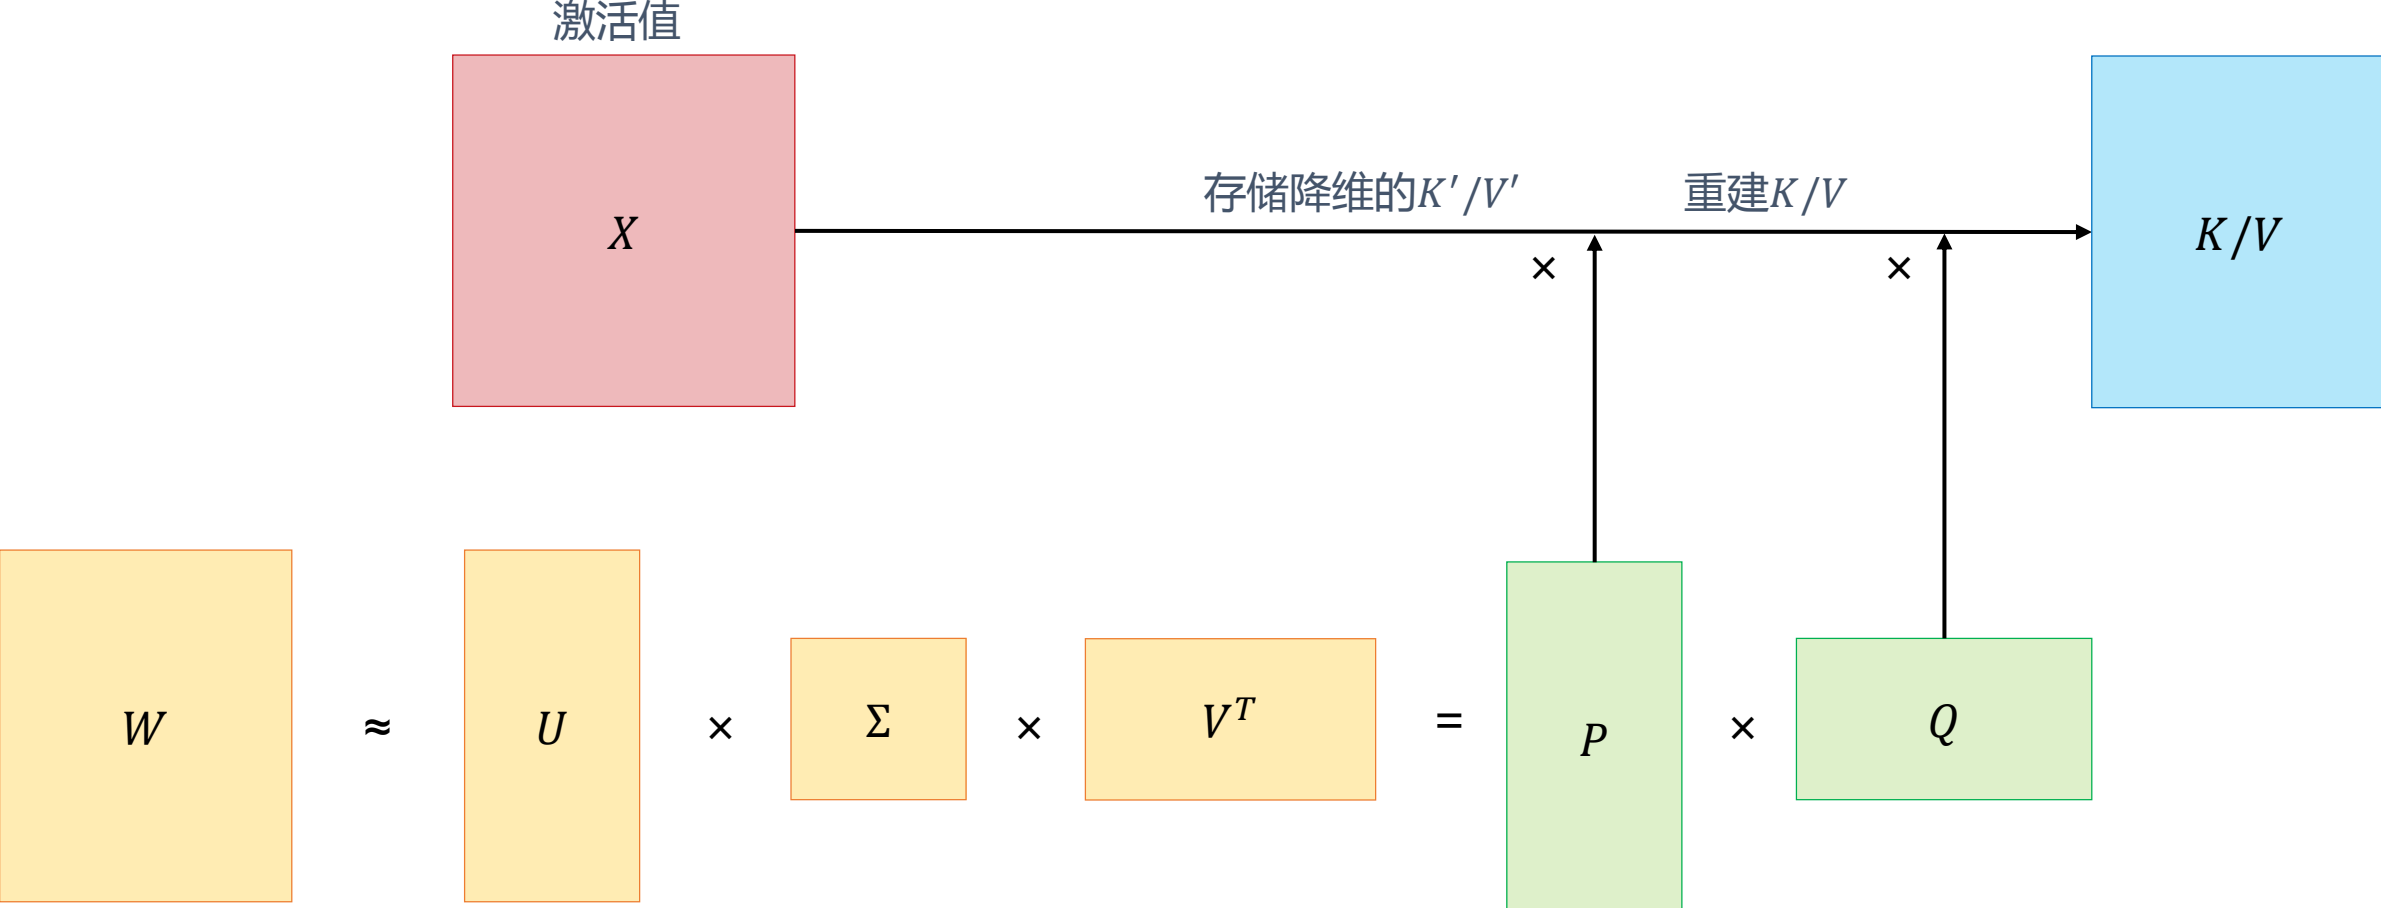 激活值
X
存储降维的K′/V′
重建K/V
K/V
×
×
W ≈ U × Σ × V^T = P × Q